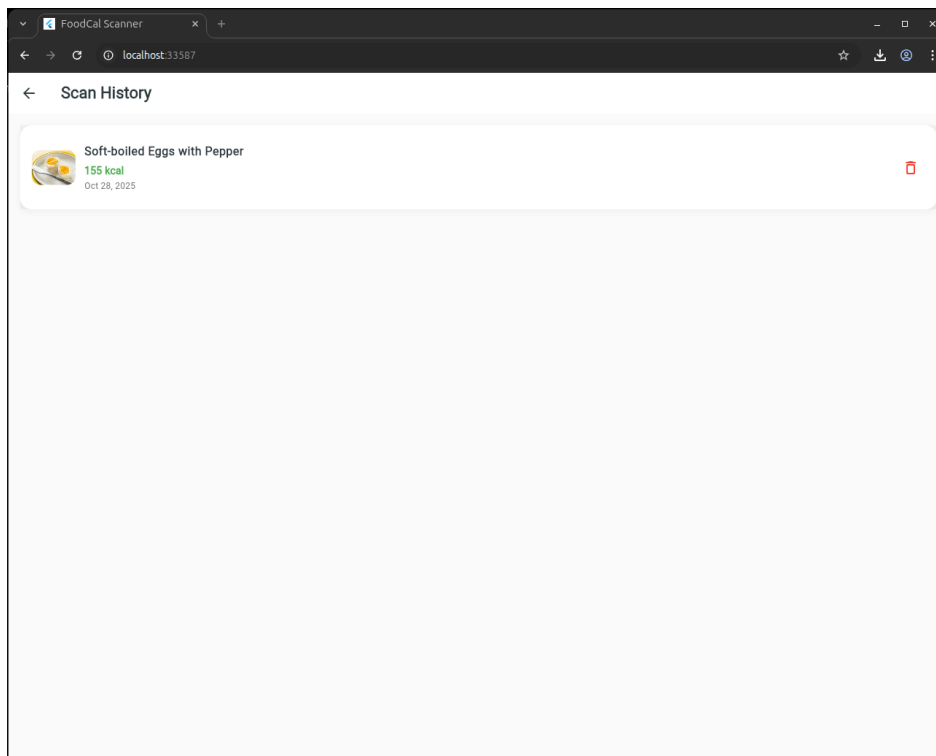 FoodCal Scanner
localhost:33587
Scan History
Soft-boiled Eggs with Pepper
155 kcal
Oct 28, 2025